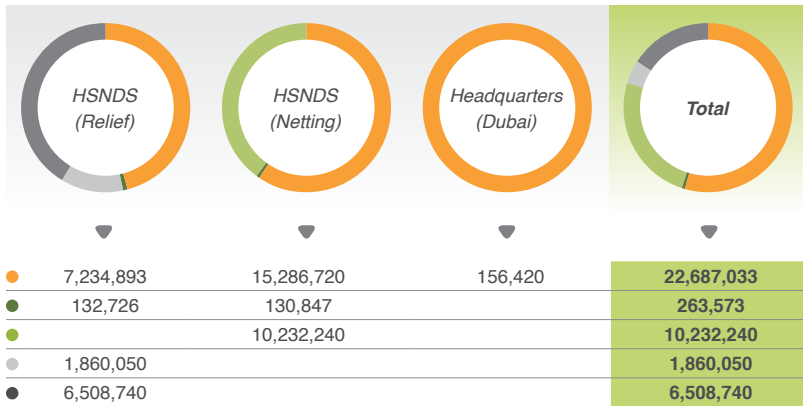 HSNDS
(Relief)
HSNDS
(Netting)
Headquarters
(Dubai)
Total
7,234,893 15,286,720 156,420 22,687,033
132,726 130,847 263,573
10,232,240 10,232,240
1,860,050 1,860,050
6,508,740 6,508,740